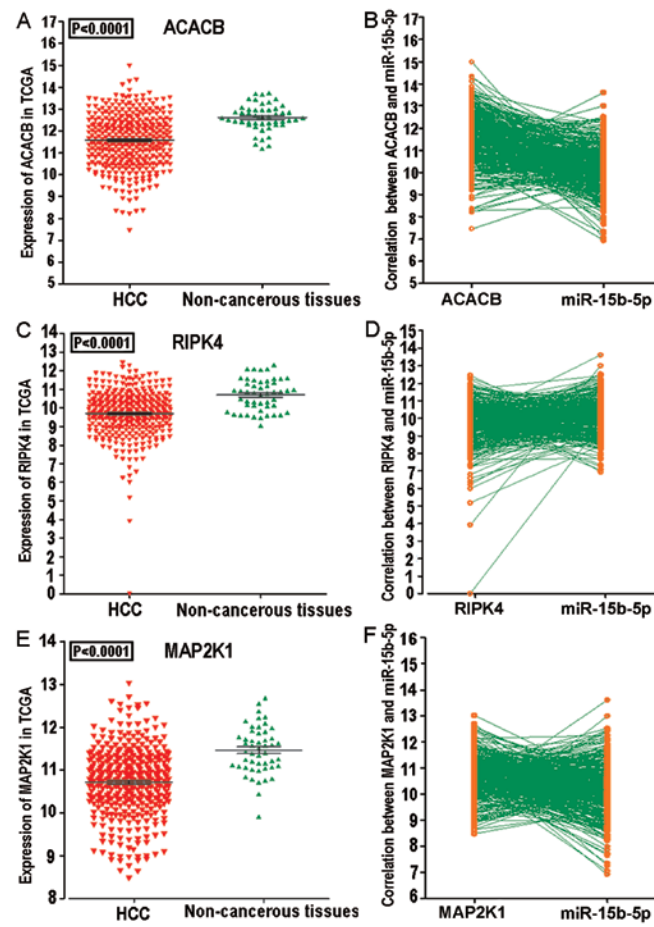 A
P<0.0001
ACACB
Expression of ACACB in TCGA
17
16
15
14
13
12
11
10
9
8
7
6
5
HCC
Non-cancerous tissues
B
Correlation between ACACB and miR-15b-5p
17
16
15
14
13
12
11
10
9
8
7
6
5
ACACB
miR-15b-5p
C
P<0.0001
RIPK4
Expression of RIPK4 in TCGA
14
13
12
11
10
9
8
7
6
5
4
3
2
1
0
HCC
Non-cancerous tissues
D
Correlation between RIPK4 and miR-15b-5p
15
14
13
12
11
10
9
8
7
6
5
4
3
2
1
0
RIPK4
miR-15b-5p
E
P<0.0001
MAP2K1
Expression of MAP2K1 in TCGA
14
13
12
11
10
9
8
HCC
Non-cancerous tissues
F
Correlation between MAP2K1 and miR-15b-5p
16
15
14
13
12
11
10
9
8
7
6
MAP2K1
miR-15b-5p